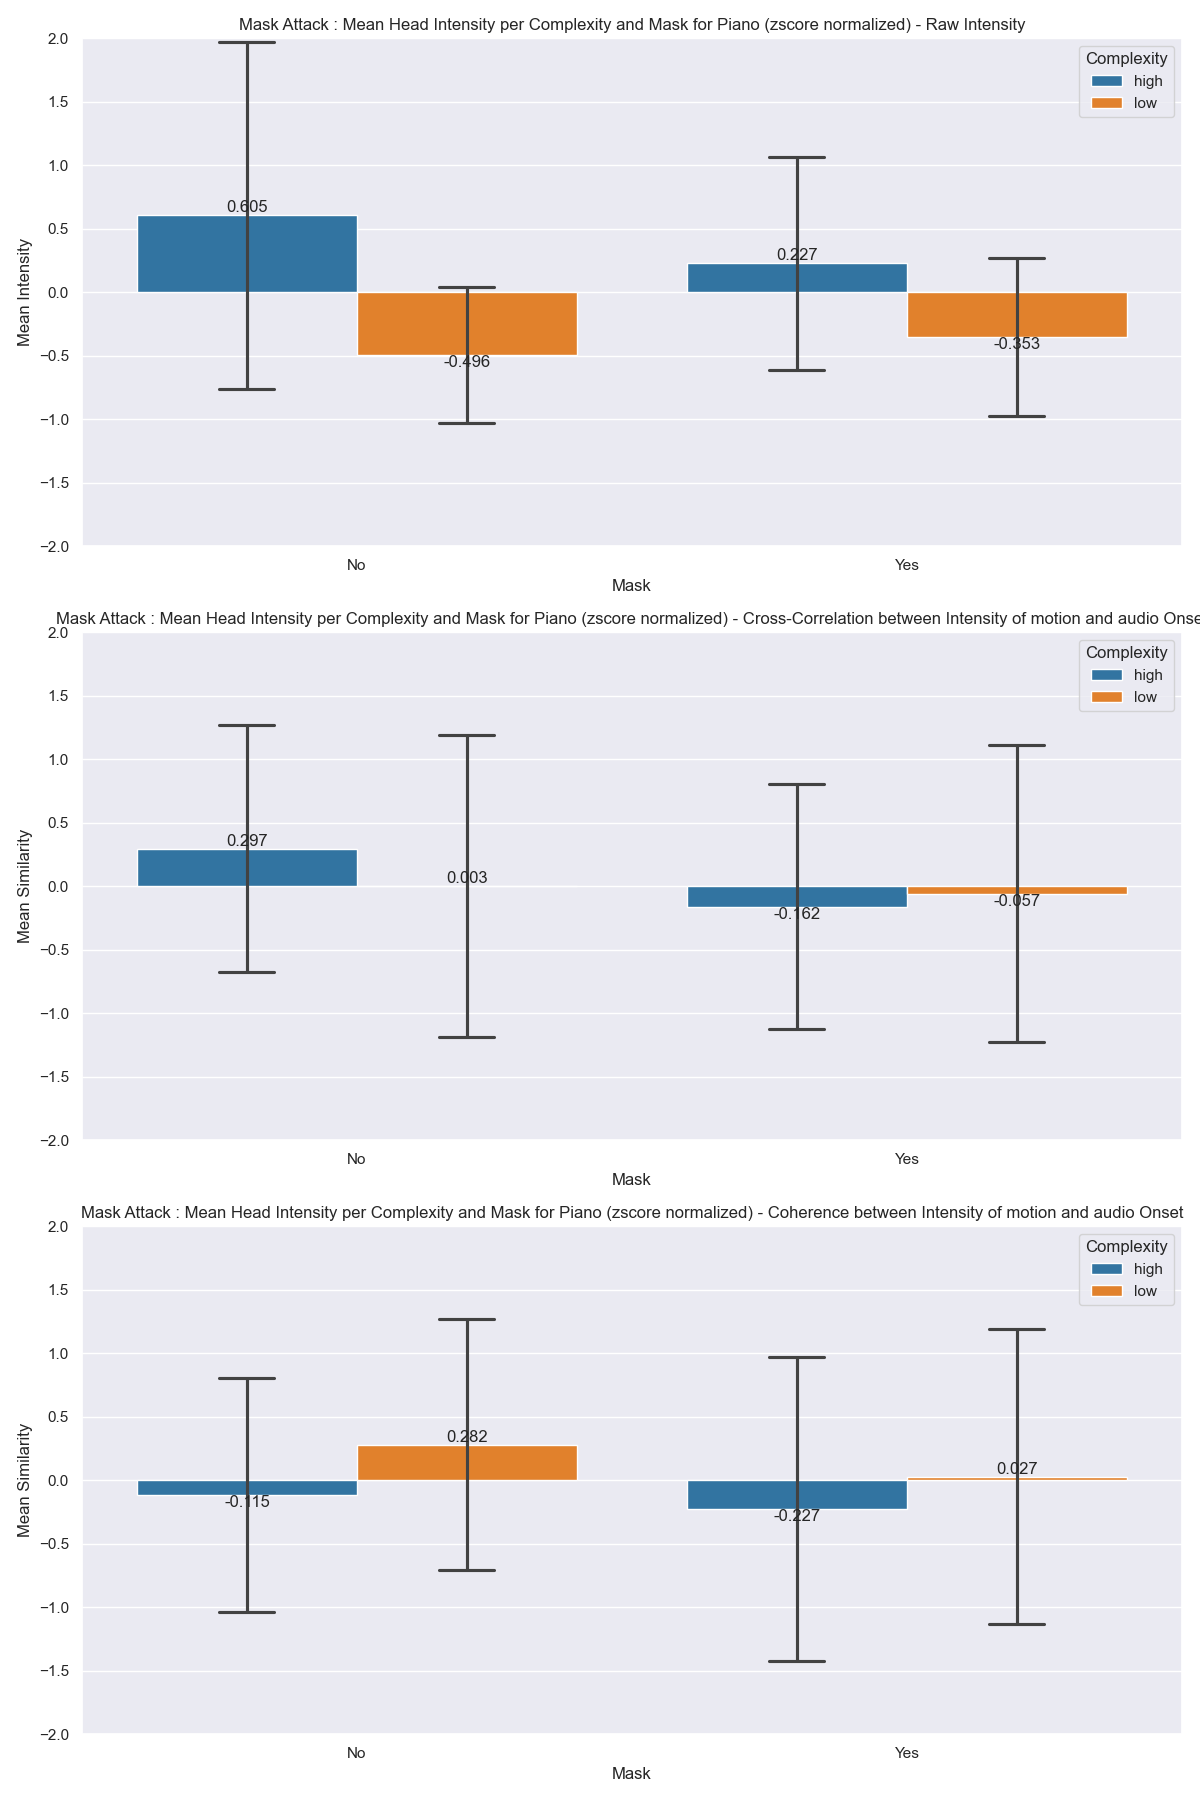 Mask Attack : Mean Head Intensity per Complexity and Mask for Piano (zscore normalized) - Raw Intensity
2.0
1.5
1.0
0.5
0.0
−0.5
−1.0
−1.5
−2.0
Mean Intensity
Complexity
high
low
0.605
-0.496
0.227
-0.353
No
Yes
Mask
Mask Attack : Mean Head Intensity per Complexity and Mask for Piano (zscore normalized) - Cross-Correlation between Intensity of motion and audio Onse
2.0
1.5
1.0
0.5
0.0
−0.5
−1.0
−1.5
−2.0
Mean Similarity
Complexity
high
low
0.297
0.003
-0.162
-0.057
No
Yes
Mask
Mask Attack : Mean Head Intensity per Complexity and Mask for Piano (zscore normalized) - Coherence between Intensity of motion and audio Onset
2.0
1.5
1.0
0.5
0.0
−0.5
−1.0
−1.5
−2.0
Mean Similarity
Complexity
high
low
-0.115
0.282
-0.227
0.027
No
Yes
Mask